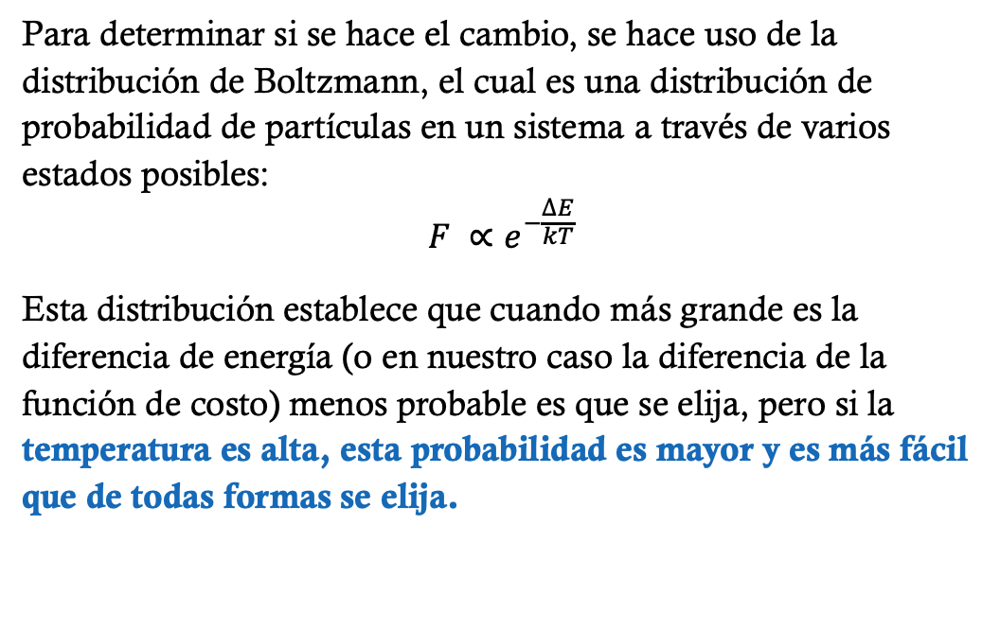 Para determinar si se hace el cambio, se hace uso de la
distribución de Boltzmann, el cual es una distribución de
probabilidad de partículas en un sistema a través de varios
estados posibles:
F ∝ e^{-\frac{ΔE}{kT}}
Esta distribución establece que cuando más grande es la
diferencia de energía (o en nuestro caso la diferencia de la
función de costo) menos probable es que se elija, pero si la
temperatura es alta, esta probabilidad es mayor y es más fácil
que de todas formas se elija.